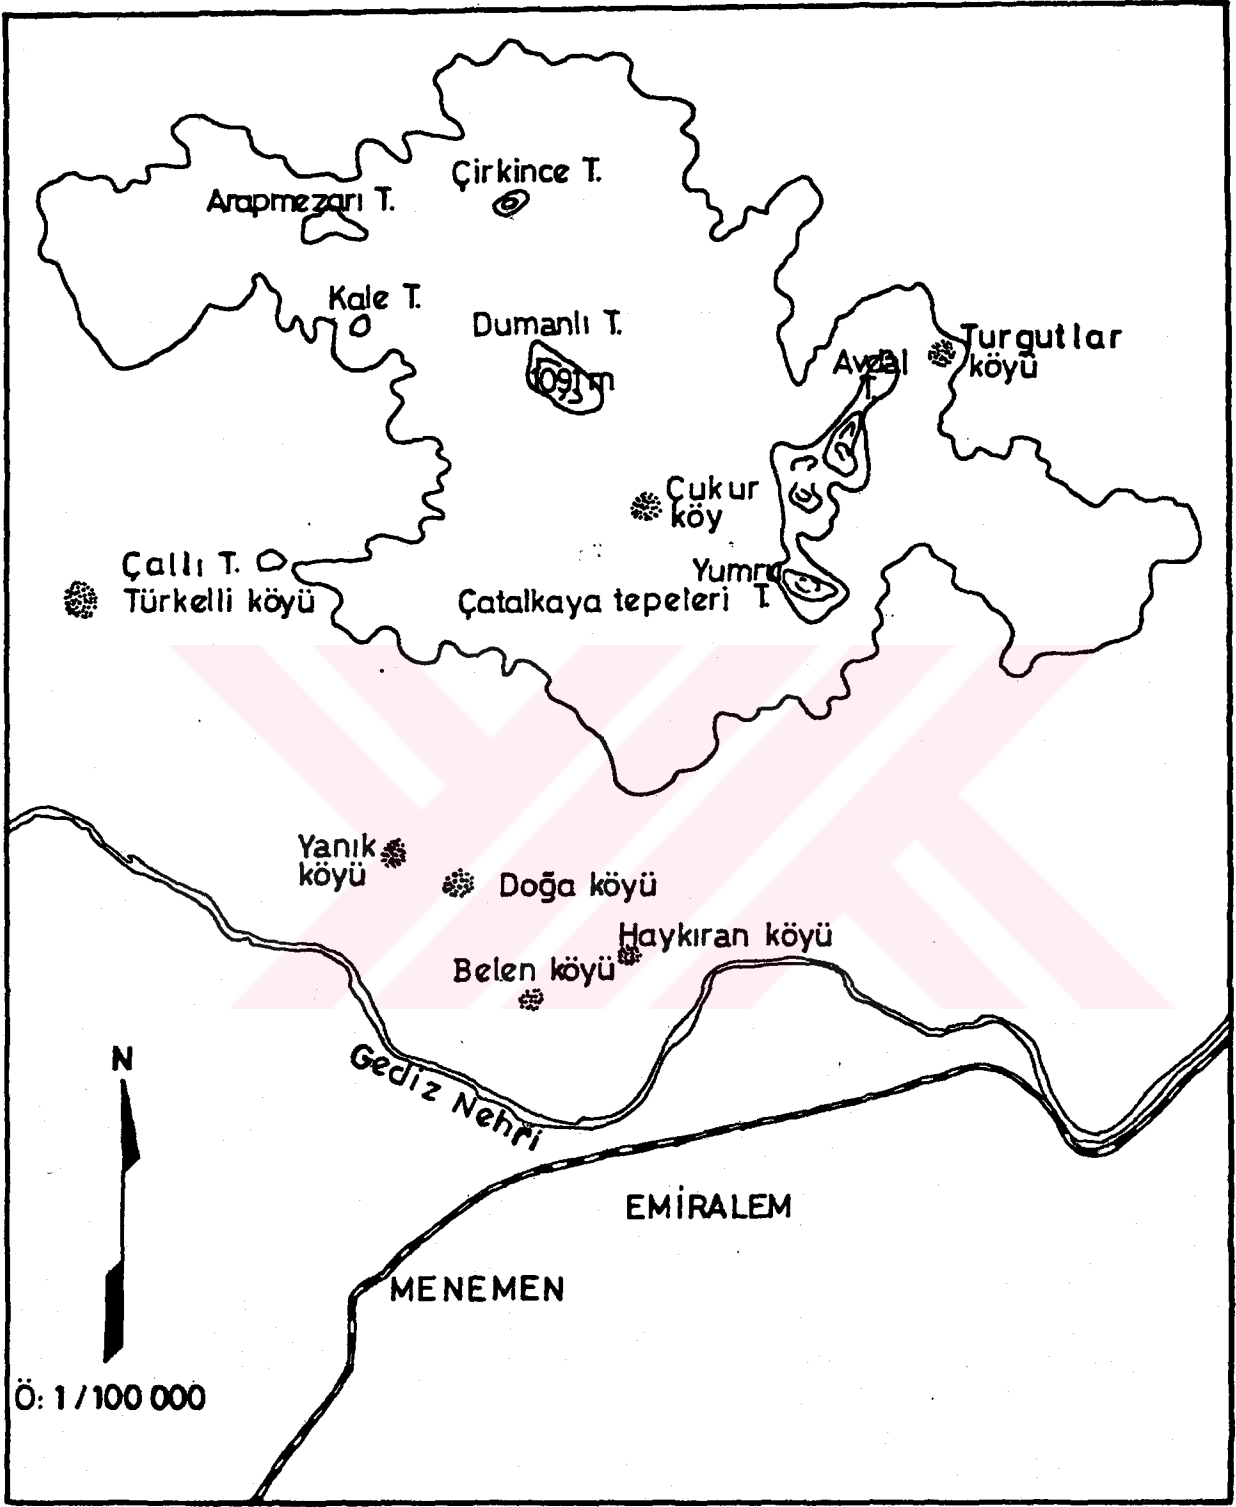 Çirkince T.
Arapmezarı T.
Kale T.
Dumanlı T.
1091 m
Turgutlar
köyü
Avdal
T.
Çukur
köy
Çallı T.
Türkelli köyü
Yumru
T.
Çatalkaya tepeleri
Yanık
köyü
Doğa köyü
Haykıran köyü
Belen köyü
N
Gediz Nehri
EMİRALEM
MENEMEN
Ö: 1/100 000